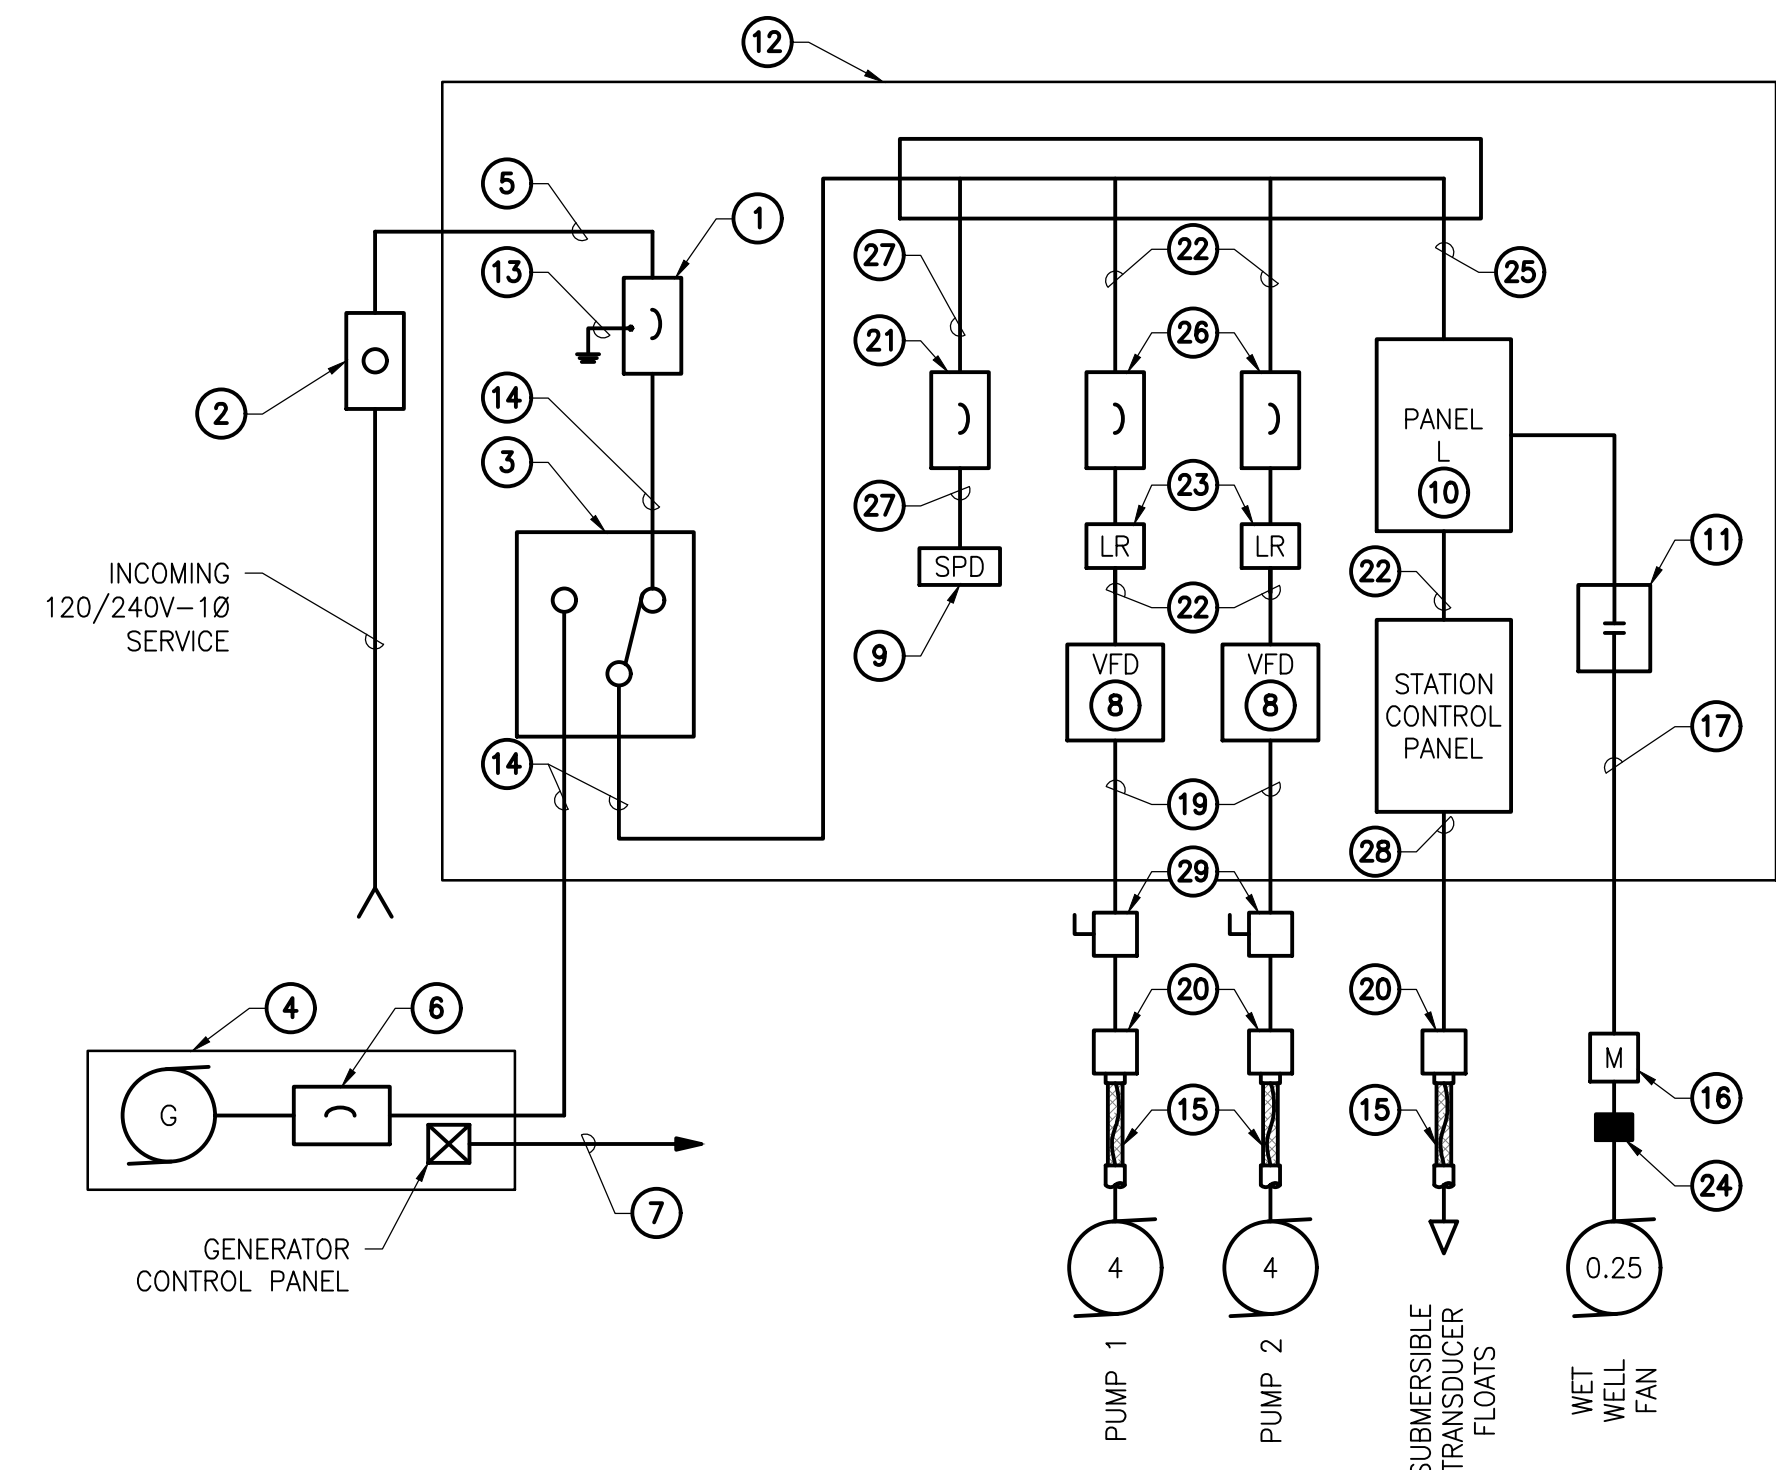 12
5
1
13
27
22
25
21
26
2
14
3
PANEL
L
10
27
23
LR
LR
11
INCOMING
120/240V-1Ø
SERVICE
SPD
22
22
9
VFD
8
VFD
8
STATION
CONTROL
PANEL
17
14
19
28
29
4
6
20
20
G
M
16
15
15
24
7
GENERATOR
CONTROL PANEL
4
4
0.25
PUMP 1
PUMP 2
SUBMERSIBLE
TRANSDUCER
FLOATS
WET
WELL
FAN